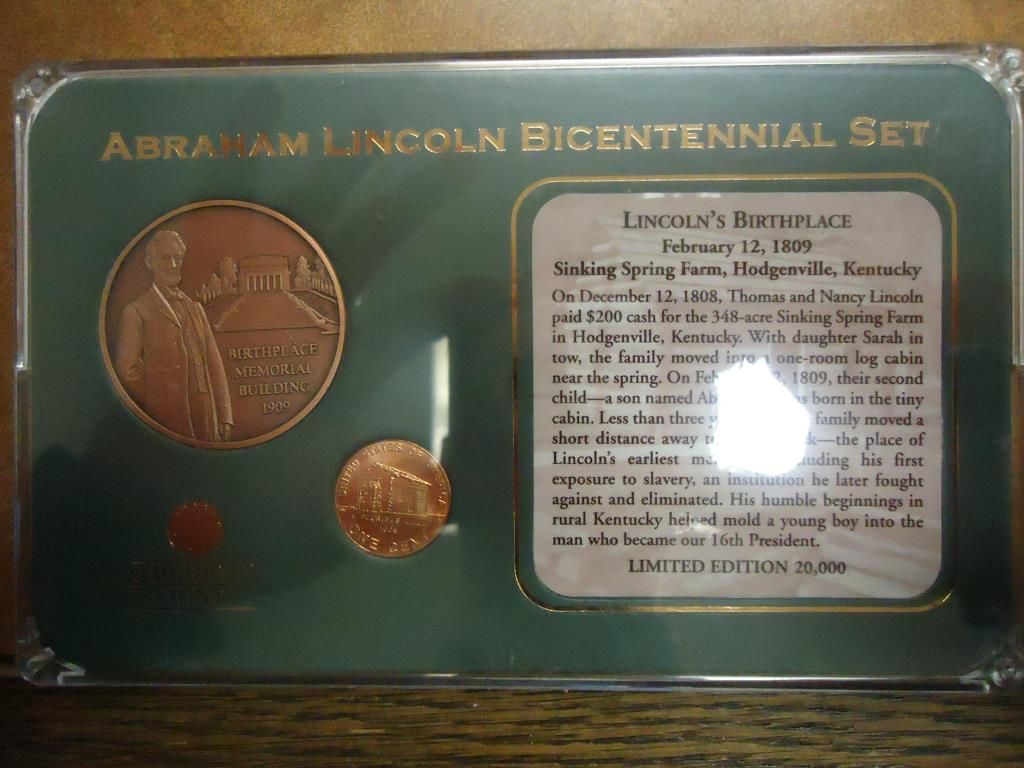 ABRAHAM LINCOLN BICENTENNIAL SET
BIRTHPLACE
MEMORIAL
BUILDING
1909
UNITED STATES OF AMERICA
ONE CENT
MINT
LINCOLN'S BIRTHPLACE
February 12, 1809
Sinking Spring Farm, Hodgenville, Kentucky
On December 12, 1808, Thomas and Nancy Lincoln
paid $200 cash for the 348-acre Sinking Spring Farm
in Hodgenville, Kentucky. With daughter Sarah in
tow, the family moved into a one-room log cabin
near the spring. On 1809, their second
child—a son named born in the tiny
cabin. Less than three family moved a
short distance away —the place of
Lincoln's earliest his first
exposure to slavery, an institution he later fought
against and eliminated. His humble beginnings in
rural Kentucky helped mold a young boy into the
man who became our 16th President.
LIMITED EDITION 20,000